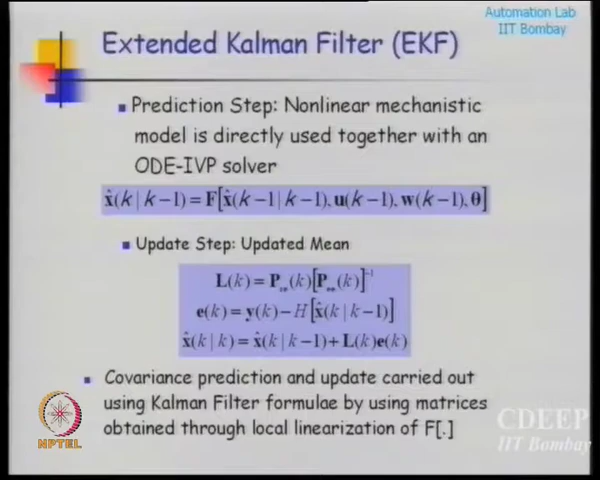 Automation Lab
IIT Bombay
Extended Kalman Filter (EKF)
Prediction Step: Nonlinear mechanistic
model is directly used together with an
ODE-IVP solver
x̂(k | k−1) = F[x̂(k−1 | k−1), u(k−1), w(k−1), θ]
Update Step: Updated Mean
L(k) = P_εe(k)[P_ee(k)]⁻¹
e(k) = y(k) − H[x̂(k | k−1)]
x̂(k | k) = x̂(k | k−1) + L(k)e(k)
Covariance prediction and update carried out
using Kalman Filter formulae by using matrices
obtained through local linearization of F[.]
NPTEL
CDEEP
IIT Bombay